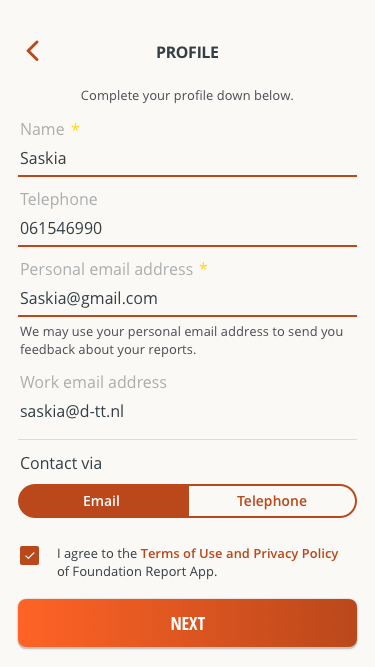 PROFILE
Complete your profile down below.
Name *
Saskia
Telephone
061546990
Personal email address *
Saskia@gmail.com
We may use your personal email address to send you
feedback about your reports.
Work email address
saskia@d-tt.nl
Contact via
Email Telephone
I agree to the Terms of Use and Privacy Policy
of Foundation Report App.
NEXT